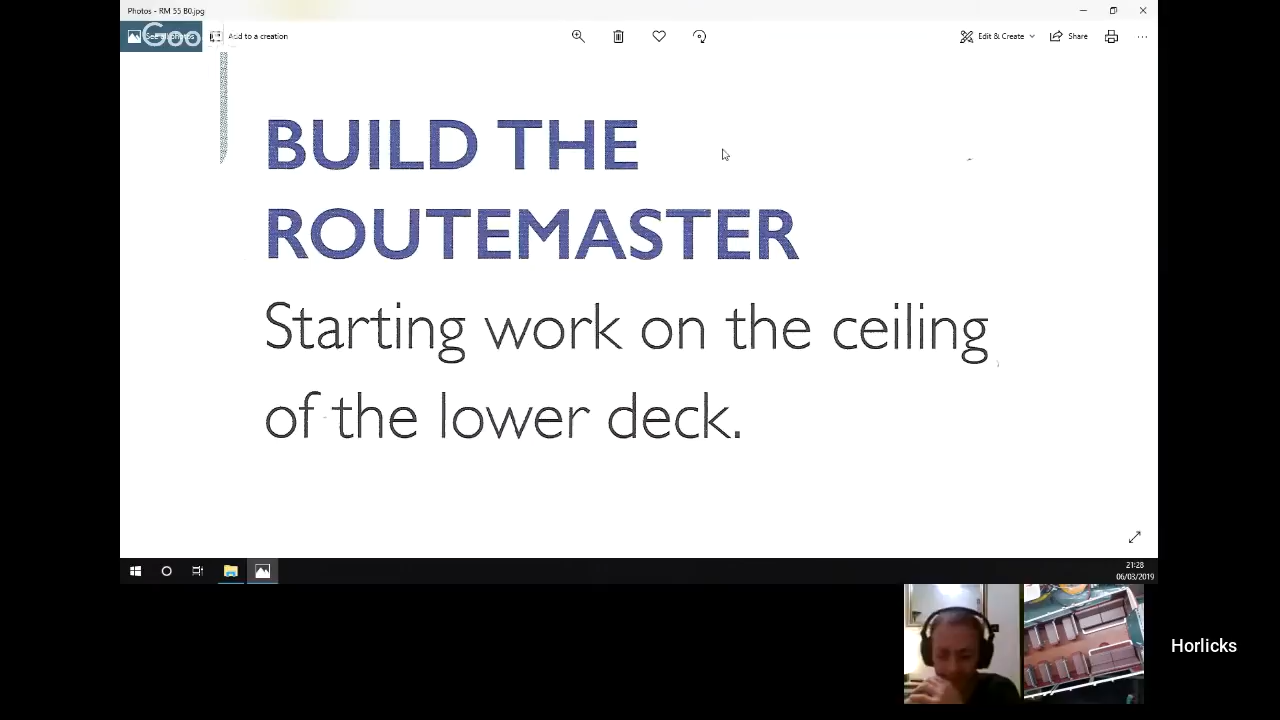 Photos - RM 55 B0.jpg
Add to a creation
Edit & Create
Share
BUILD THE
ROUTEMASTER
Starting work on the ceiling
of the lower deck.
21:28
06/03/2019
Horlicks